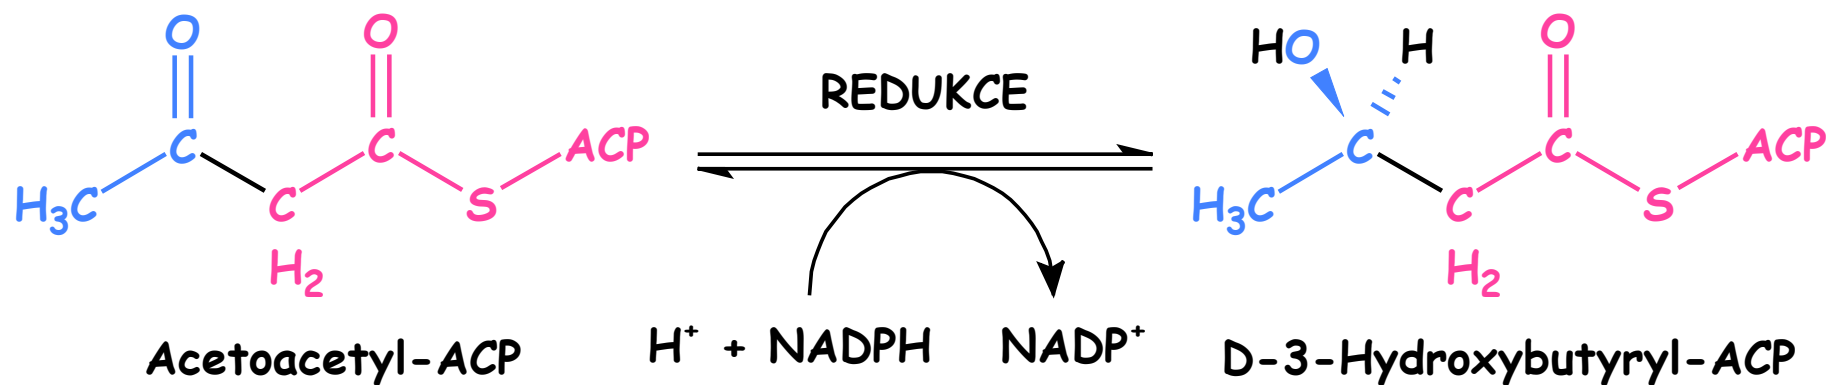 O O HO H O
REDUKCE
C C ACP C C ACP
H₃C C S H₃C C S
H₂ H₂
H⁺ + NADPH NADP⁺
Acetoacetyl-ACP D-3-Hydroxybutyryl-ACP